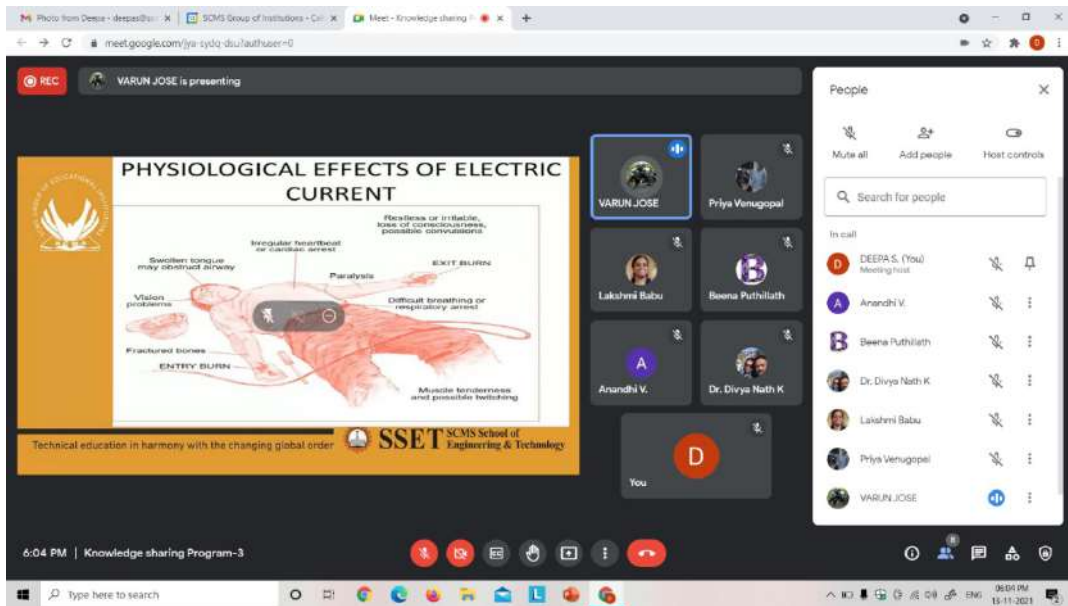 Photo from Deepa - deepas@
SCMS Group of Institutions - Col
Meet - Knowledge sharing P
meet.google.com/jya-sydq-dsu?authuser=0
D
REC
VARUN JOSE is presenting
PHYSIOLOGICAL EFFECTS OF ELECTRIC
CURRENT
Restless or irritable,
loss of consciousness,
possible convulsions
Irregular heartbeat
or cardiac arrest
EXIT BURN
Swollen tongue
may obstruct airway
Paralysis
Vision
problems
Difficult breathing or
respiratory arrest
Fractured bones
ENTRY BURN
Muscle tenderness
and possible twitching
Technical education in harmony with the changing global order
SSET
SCMS School of
Engineering & Technology
VARUN JOSE
Priya Venugopal
Lakshmi Babu
B
Beena Puthillath
A
Anandhi V.
Dr. Divya Nath K
D
You
People
Mute all
Add people
Host controls
Search for people
In call
D
DEEPA S. (You)
Meeting host
A
Anandhi V.
B
Beena Puthillath
Dr. Divya Nath K
Lakshmi Babu
Priya Venugopal
VARUN JOSE
6:04 PM | Knowledge sharing Program-3
8
Type here to search
ENG
06:04 PM